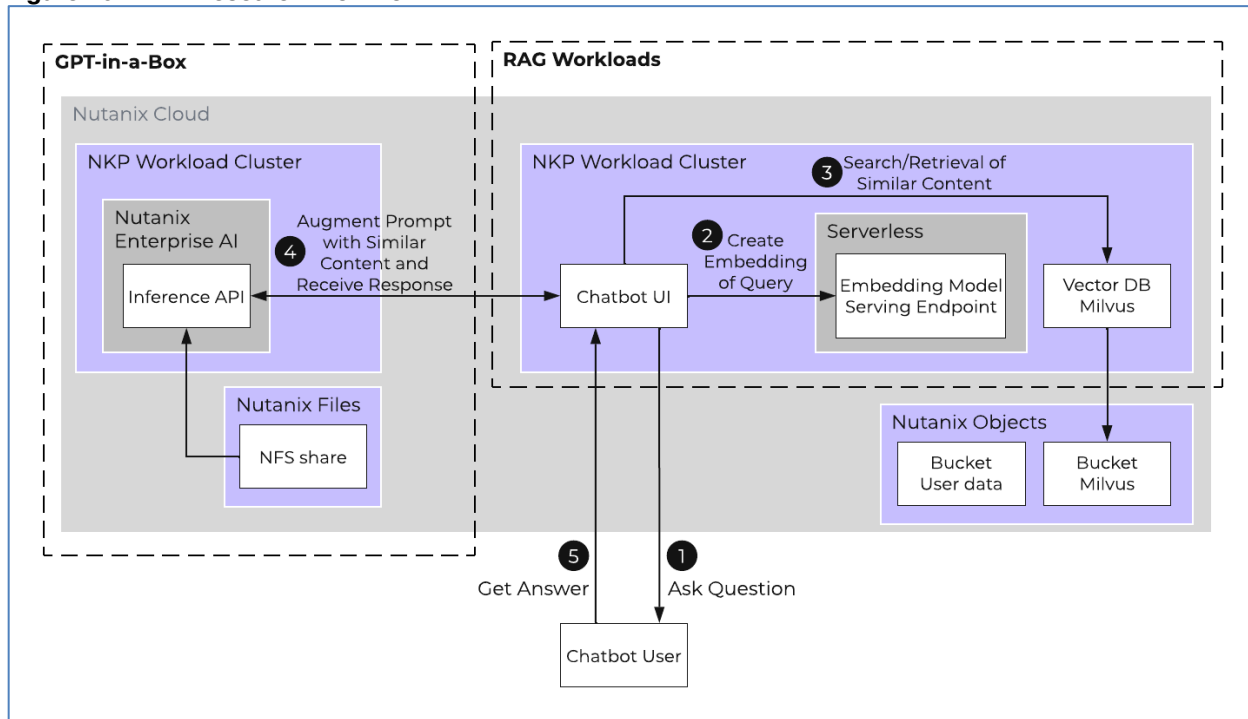 GPT-in-a-Box
RAG Workloads
Nutanix Cloud
NKP Workload Cluster
Nutanix
Enterprise AI
Inference API
4
Augment Prompt
with Similar
Content and
Receive Response
Nutanix Files
NFS share
NKP Workload Cluster
3
Search/Retrieval of
Similar Content
2
Create
Embedding
of Query
Serverless
Chatbot UI
Embedding Model
Serving Endpoint
Vector DB
Milvus
Nutanix Objects
Bucket
User data
Bucket
Milvus
5
Get Answer
1
Ask Question
Chatbot User